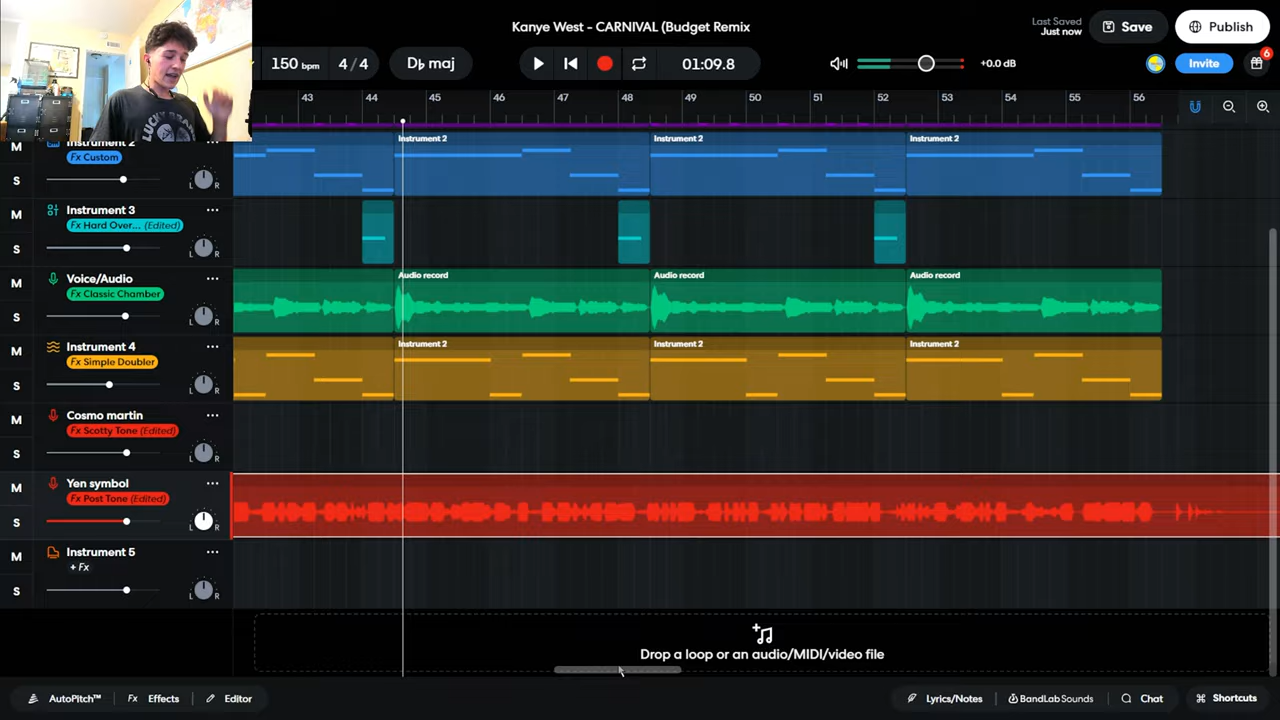 Kanye West - CARNIVAL (Budget Remix
Last Saved
Just now
Save
Publish
150 bpm
4/4
D♭ maj
01:09.8
+0.0 dB
Invite
6
43 44 45 46 47 48 49 50 51 52 53 54 55 56
M
Instrument 2
Fx Custom
S
L R
Instrument 2
Instrument 2
Instrument 2
M
Instrument 3
Fx Hard Over... (Edited)
S
L R
M
Voice/Audio
Fx Classic Chamber
S
L R
Audio record
Audio record
Audio record
M
Instrument 4
Fx Simple Doubler
S
L R
Instrument 2
Instrument 2
Instrument 2
M
Cosmo martin
Fx Scotty Tone (Edited)
S
L R
M
Yen symbol
Fx Post Tone (Edited)
S
L R
M
Instrument 5
+ Fx
S
L R
Drop a loop or an audio/MIDI/video file
AutoPitch™
Fx Effects
Editor
Lyrics/Notes
BandLab Sounds
Chat
Shortcuts